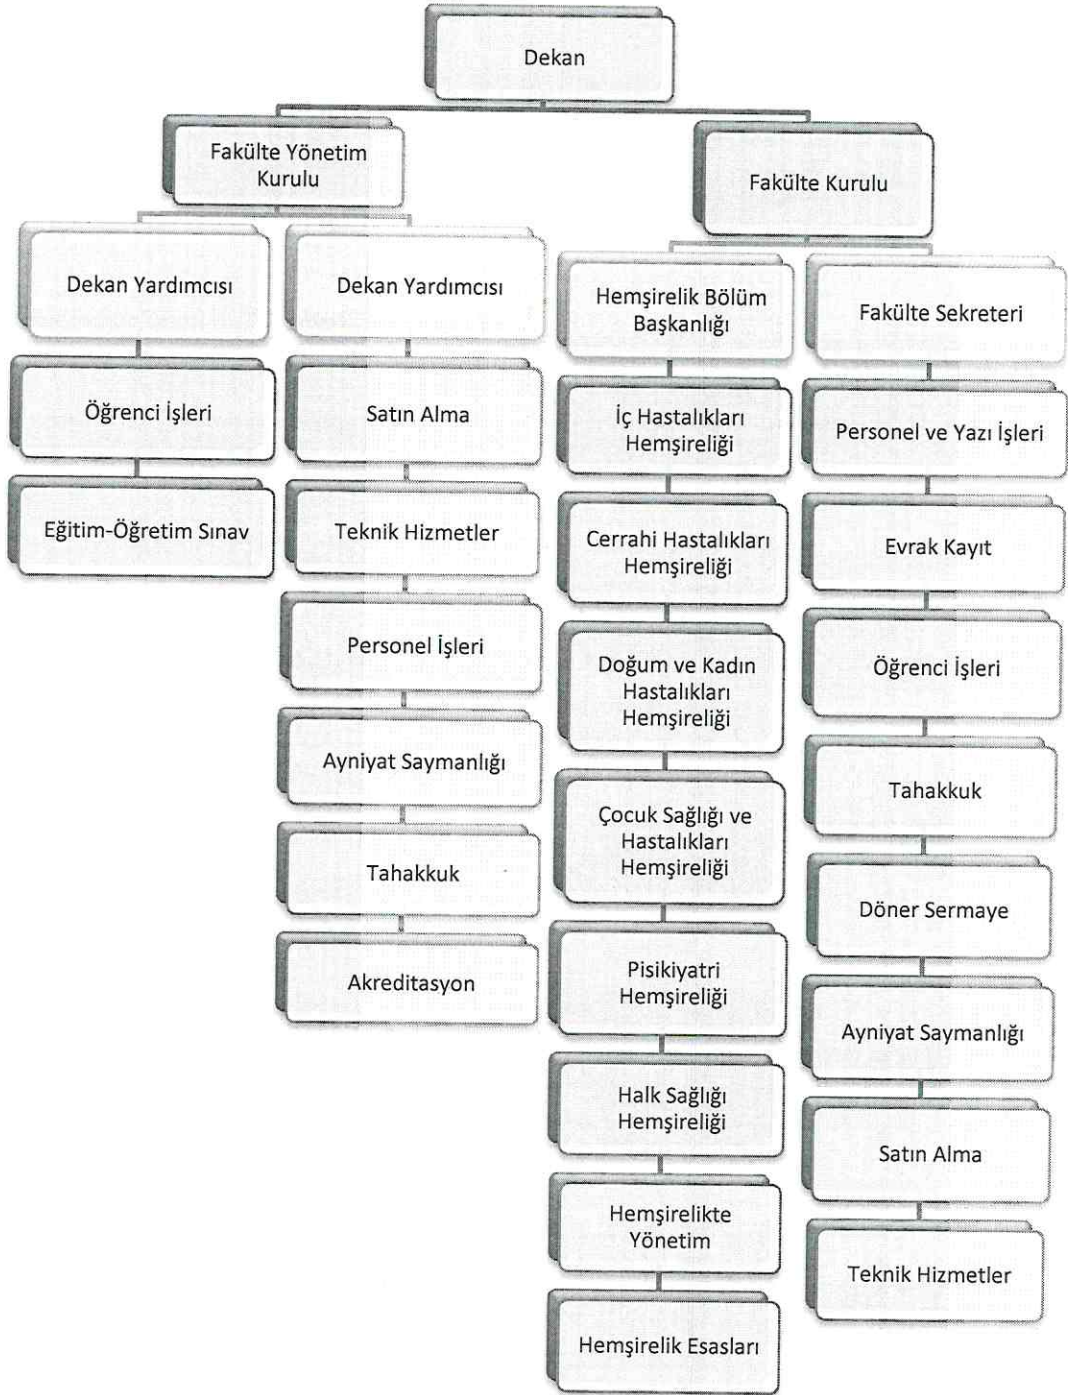 Dekan
Fakülte Yönetim
Kurulu
Fakülte Kurulu
Dekan Yardımcısı
Öğrenci İşleri
Eğitim-Öğretim Sınav
Dekan Yardımcısı
Satın Alma
Teknik Hizmetler
Personel İşleri
Ayniyat Saymanlığı
Tahakkuk
Akreditasyon
Hemşirelik Bölüm
Başkanlığı
İç Hastalıkları
Hemşireliği
Cerrahi Hastalıkları
Hemşireliği
Doğum ve Kadın
Hastalıkları
Hemşireliği
Çocuk Sağlığı ve
Hastalıkları
Hemşireliği
Pisikiyatri
Hemşireliği
Halk Sağlığı
Hemşireliği
Hemşirelikte
Yönetim
Hemşirelik Esasları
Fakülte Sekreteri
Personel ve Yazı İşleri
Evrak Kayıt
Öğrenci İşleri
Tahakkuk
Döner Sermaye
Ayniyat Saymanlığı
Satın Alma
Teknik Hizmetler